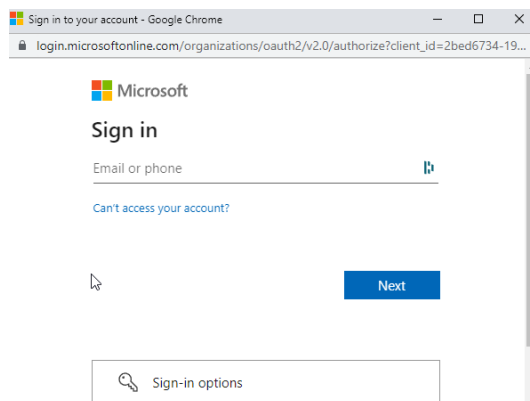 Sign in to your account - Google Chrome
login.microsoftonline.com/organizations/oauth2/v2.0/authorize?client_id=2bed6734-19...
Microsoft
Sign in
Email or phone
Can't access your account?
Next
Sign-in options